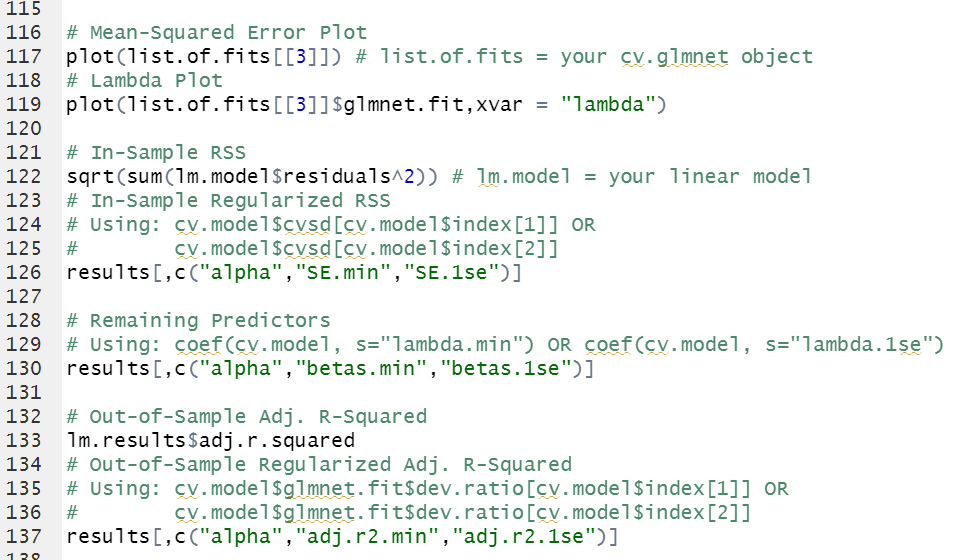 115
116 # Mean-Squared Error Plot
117 plot(list.of.fits[[3]]) # list.of.fits = your cv.glmnet object
118 # Lambda Plot
119 plot(list.of.fits[[3]]$glmnet.fit,xvar = "lambda")
120
121 # In-Sample RSS
122 sqrt(sum(lm.model$residuals^2)) # lm.model = your linear model
123 # In-Sample Regularized RSS
124 # Using: cv.model$cvsd[cv.model$index[1]] OR
125 #        cv.model$cvsd[cv.model$index[2]]
126 results[,c("alpha","SE.min","SE.1se")]
127
128 # Remaining Predictors
129 # Using: coef(cv.model, s="lambda.min") OR coef(cv.model, s="lambda.1se")
130 results[,c("alpha","betas.min","betas.1se")]
131
132 # Out-of-Sample Adj. R-Squared
133 lm.results$adj.r.squared
134 # Out-of-Sample Regularized Adj. R-Squared
135 # Using: cv.model$glmnet.fit$dev.ratio[cv.model$index[1]] OR
136 #        cv.model$glmnet.fit$dev.ratio[cv.model$index[2]]
137 results[,c("alpha","adj.r2.min","adj.r2.1se")]
138